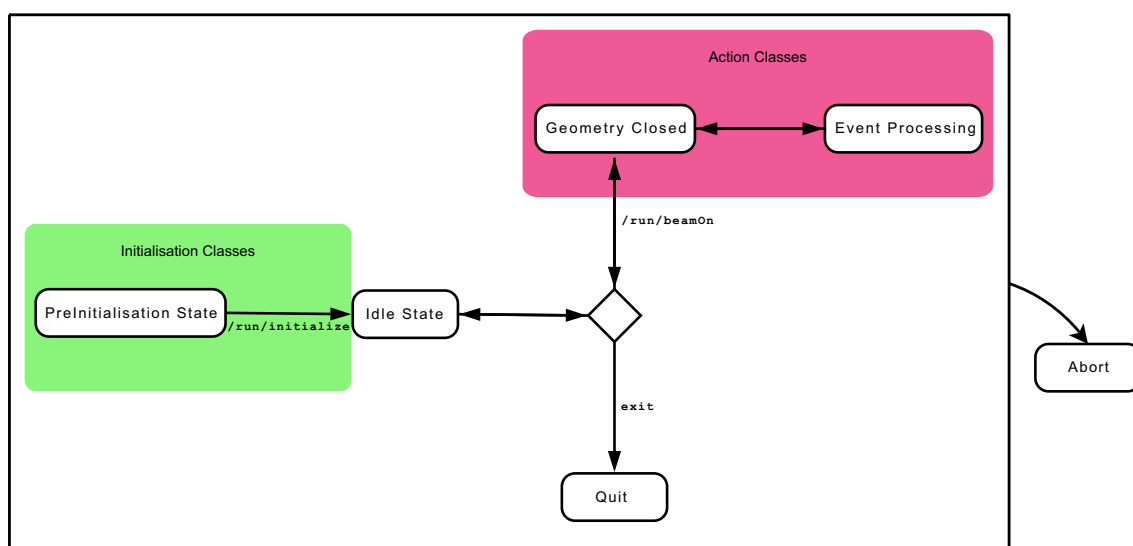 Action Classes
Geometry Closed
Event Processing
/run/beamOn
Initialisation Classes
PreInitialisation State
/run/initialize
Idle State
Abort
exit
Quit